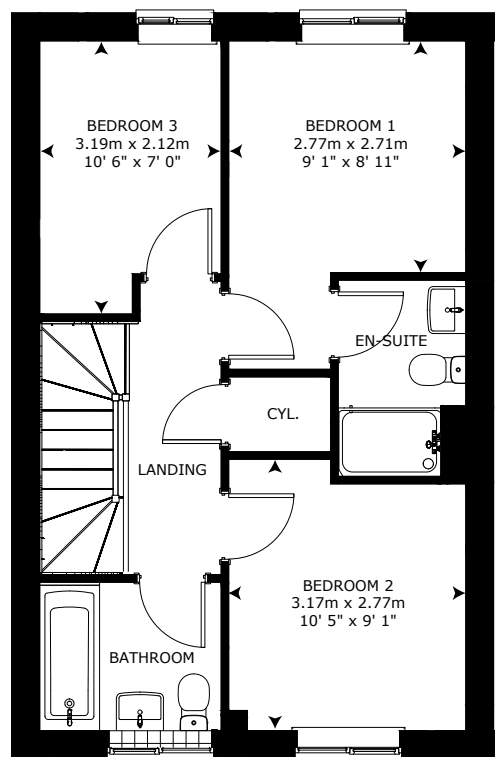 BEDROOM 3
3.19m x 2.12m
10' 6" x 7' 0"
BEDROOM 1
2.77m x 2.71m
9' 1" x 8' 11"
EN-SUITE
CYL.
LANDING
BEDROOM 2
3.17m x 2.77m
10' 5" x 9' 1"
BATHROOM